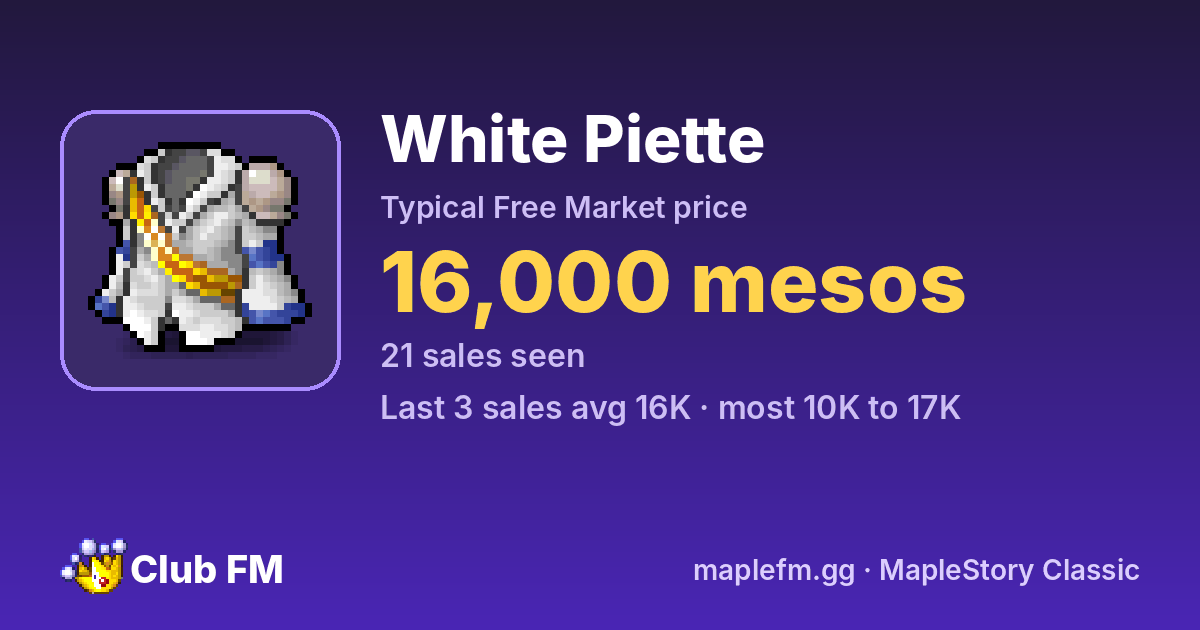 White Piette
Typical Free Market price
16,000 mesos
21 sales seen
Last 3 sales avg 16K · most 10K to 17K
Club FM
maplefm.gg · MapleStory Classic